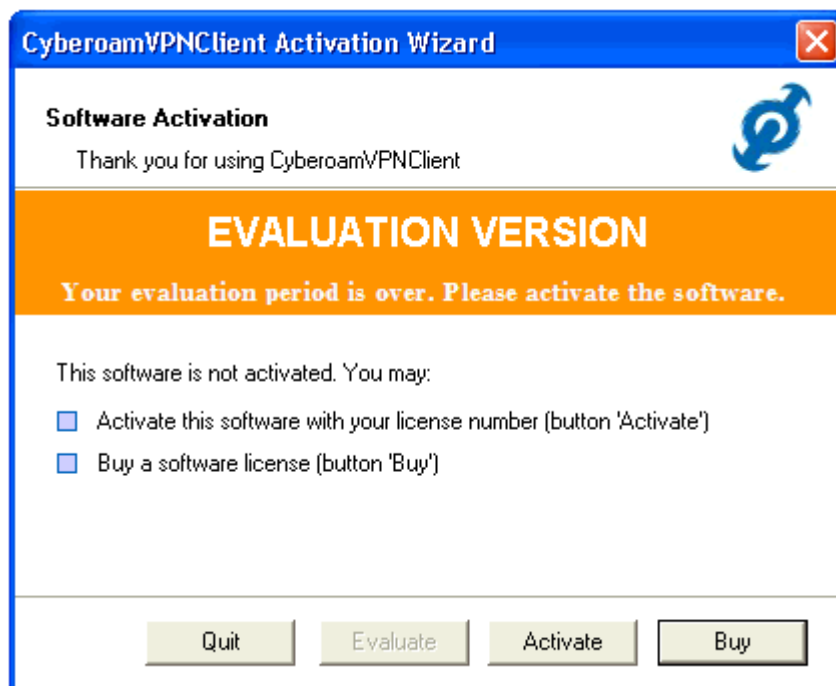 CyberoamVPNClient Activation Wizard
Software Activation
Thank you for using CyberoamVPNClient
EVALUATION VERSION
Your evaluation period is over. Please activate the software.
This software is not activated. You may:
Activate this software with your license number (button 'Activate')
Buy a software license (button 'Buy')
Quit Evaluate Activate Buy